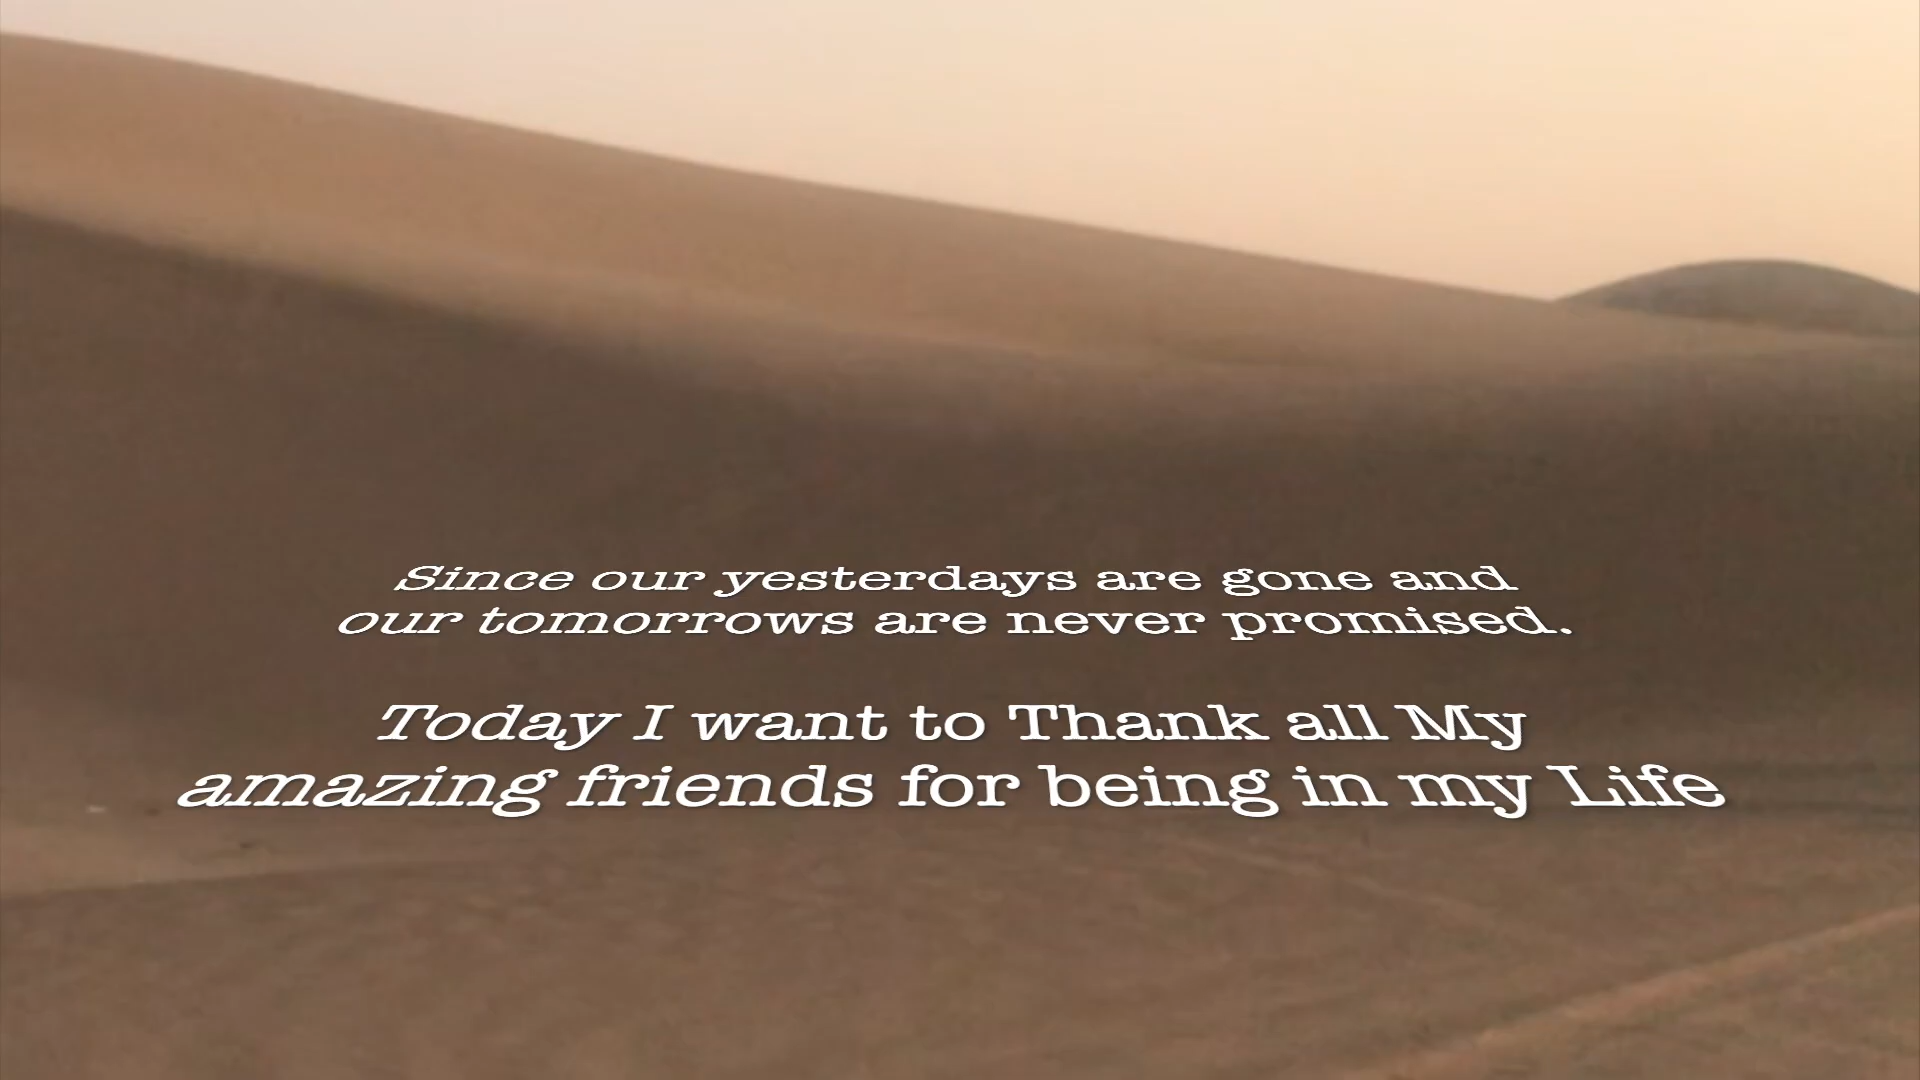 Since our yesterdays are gone and
our tomorrows are never promised.
Today I want to Thank all My
amazing friends for being in my Life